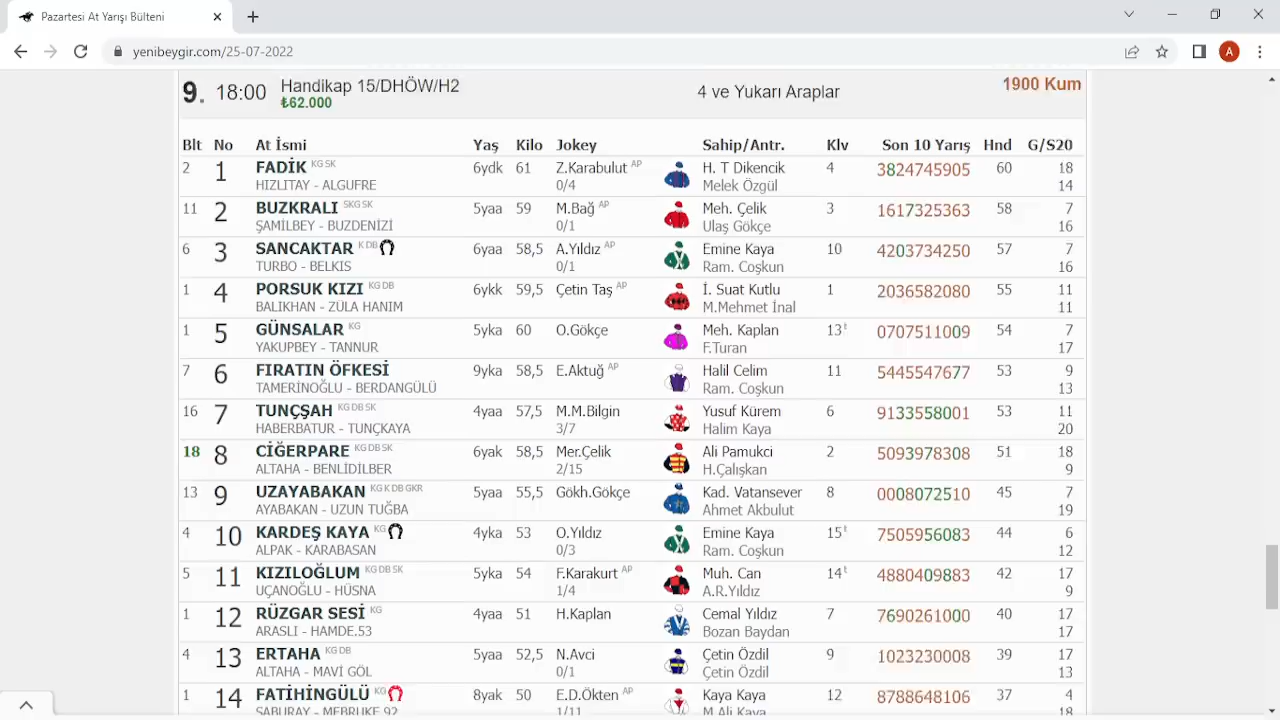 Pazartesi At Yarışı Bülteni
yenibeygir.com/25-07-2022
A
9. 18:00 Handikap 15/DHÖW/H2 4 ve Yukarı Araplar 1900 Kum
₺62.000
Blt No At İsmi Yaş Kilo Jokey Sahip/Antr. Klv Son 10 Yarış Hnd G/S20
2 1 FADİK KG SK 6ydk 61 Z.Karabulut AP H. T Dikencik 4 3824745905 60 18
HIZLITAY - ALGUFRE 0/4 Melek Özgül 14
11 2 BUZKRALI SKG SK 5yaa 59 M.Bağ AP Meh. Çelik 3 1617325363 58 7
ŞAMİLBEY - BUZDENİZİ 0/1 Ulaş Gökçe 16
6 3 SANCAKTAR K DB 6yaa 58,5 A.Yıldız AP Emine Kaya 10 4203734250 57 7
TURBO - BELKIS 0/1 Ram. Coşkun 16
1 4 PORSUK KIZI KG DB 6ykk 59,5 Çetin Taş AP İ. Suat Kutlu 1 2036582080 55 11
BALIKHAN - ZÜLA HANIM M.Mehmet İnal 11
1 5 GÜNSALAR KG 5yka 60 O.Gökçe Meh. Kaplan 13t 0707511009 54 7
YAKUPBEY - TANNUR F.Turan 17
7 6 FIRATIN ÖFKESİ 9yka 58,5 E.Aktuğ AP Halil Celim 11 5445547677 53 9
TAMERİNOĞLU - BERDANGÜLÜ Ram. Coşkun 13
16 7 TUNÇŞAH KG DB SK 4yaa 57,5 M.M.Bilgin Yusuf Kürem 6 9133558001 53 11
HABERBATUR - TUNÇKAYA 3/7 Halim Kaya 20
18 8 CİĞERPARE KG DB SK 6yak 58,5 Mer.Çelik Ali Pamukci 2 5093978308 51 18
ALTAHA - BENLİDİLBER 2/15 H.Çalışkan 9
13 9 UZAYABAKAN KG K DB GKR 5yaa 55,5 Gökh.Gökçe Kad. Vatansever 8 0008072510 45 7
AYABAKAN - UZUN TUĞBA Ahmet Akbulut 19
4 10 KARDEŞ KAYA KG 4yka 53 O.Yıldız Emine Kaya 15t 7505956083 44 6
ALPAK - KARABASAN 0/3 Ram. Coşkun 12
5 11 KIZILOĞLUM KG DB SK 5yka 54 F.Karakurt AP Muh. Can 14t 4880409883 42 17
UÇANOĞLU - HÜSNA 1/4 A.R.Yıldız 9
1 12 RÜZGAR SESİ KG 4yaa 51 H.Kaplan Cemal Yıldız 7 7690261000 40 17
ARASLI - HAMDE.53 Bozan Baydan 17
4 13 ERTAHA KG DB 5yaa 52,5 N.Avci Çetin Özdil 9 1023230008 39 17
ALTAHA - MAVİ GÖL 0/1 Çetin Özdil 13
1 14 FATİHİNGÜLÜ KG 8yak 50 E.D.Ökten AP Kaya Kaya 12 8788648106 37 4
SABURAY - MEBRUKE 92 1/11 M.Ali Kaya 18